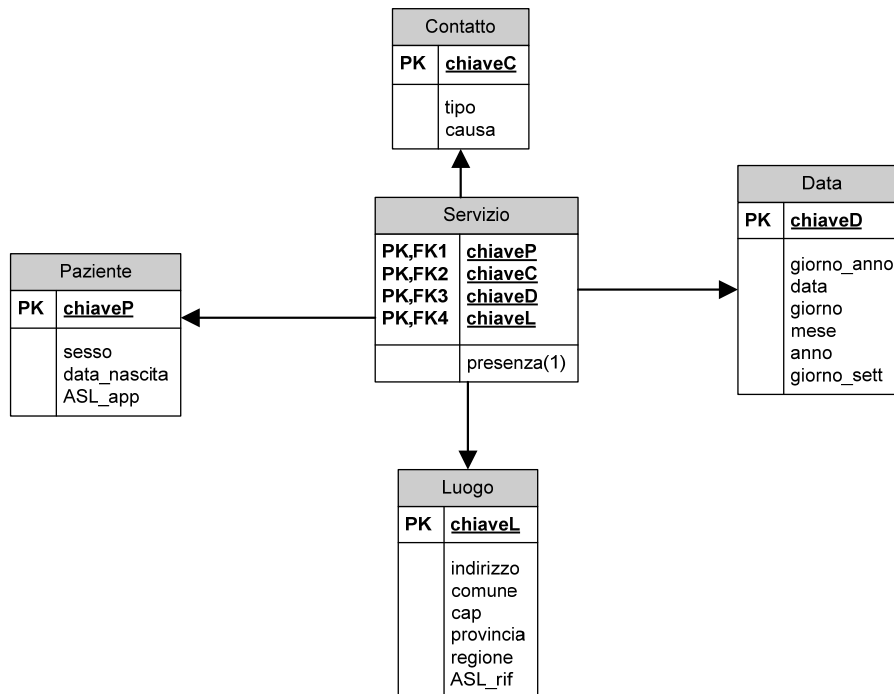 Contatto
PK chiaveC
tipo
causa
Servizio
PK,FK1 chiaveP
PK,FK2 chiaveC
PK,FK3 chiaveD
PK,FK4 chiaveL
presenza(1)
Data
PK chiaveD
giorno_anno
data
giorno
mese
anno
giorno_sett
Paziente
PK chiaveP
sesso
data_nascita
ASL_app
Luogo
PK chiaveL
indirizzo
comune
cap
provincia
regione
ASL_rif